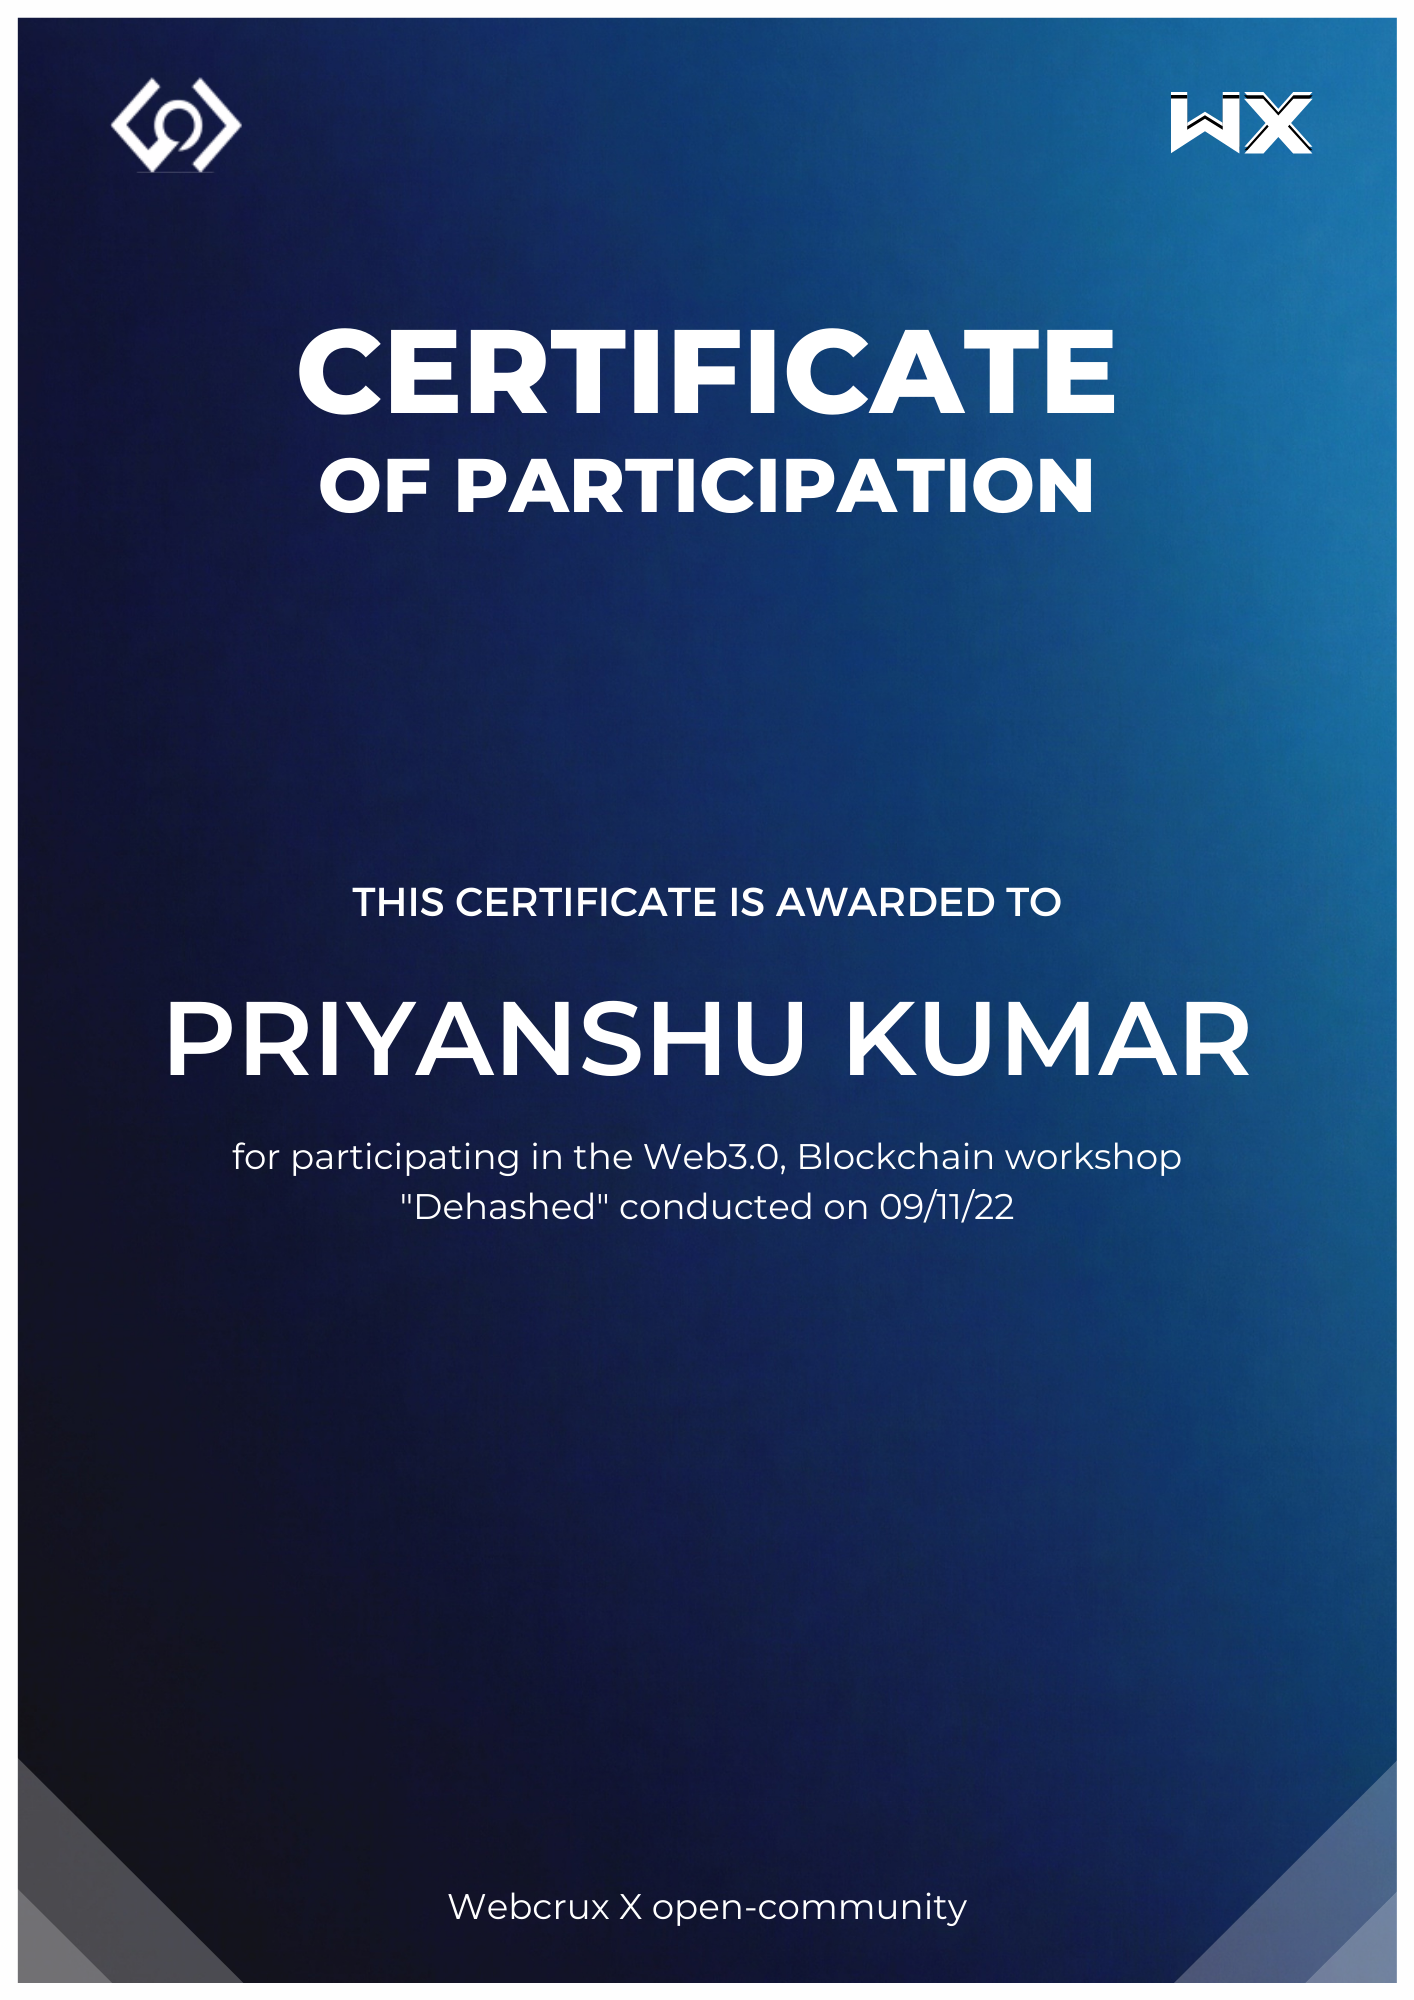 WX
CERTIFICATE
OF PARTICIPATION
THIS CERTIFICATE IS AWARDED TO
PRIYANSHU KUMAR
for participating in the Web3.0, Blockchain workshop
"Dehashed" conducted on 09/11/22
Webcrux X open-community